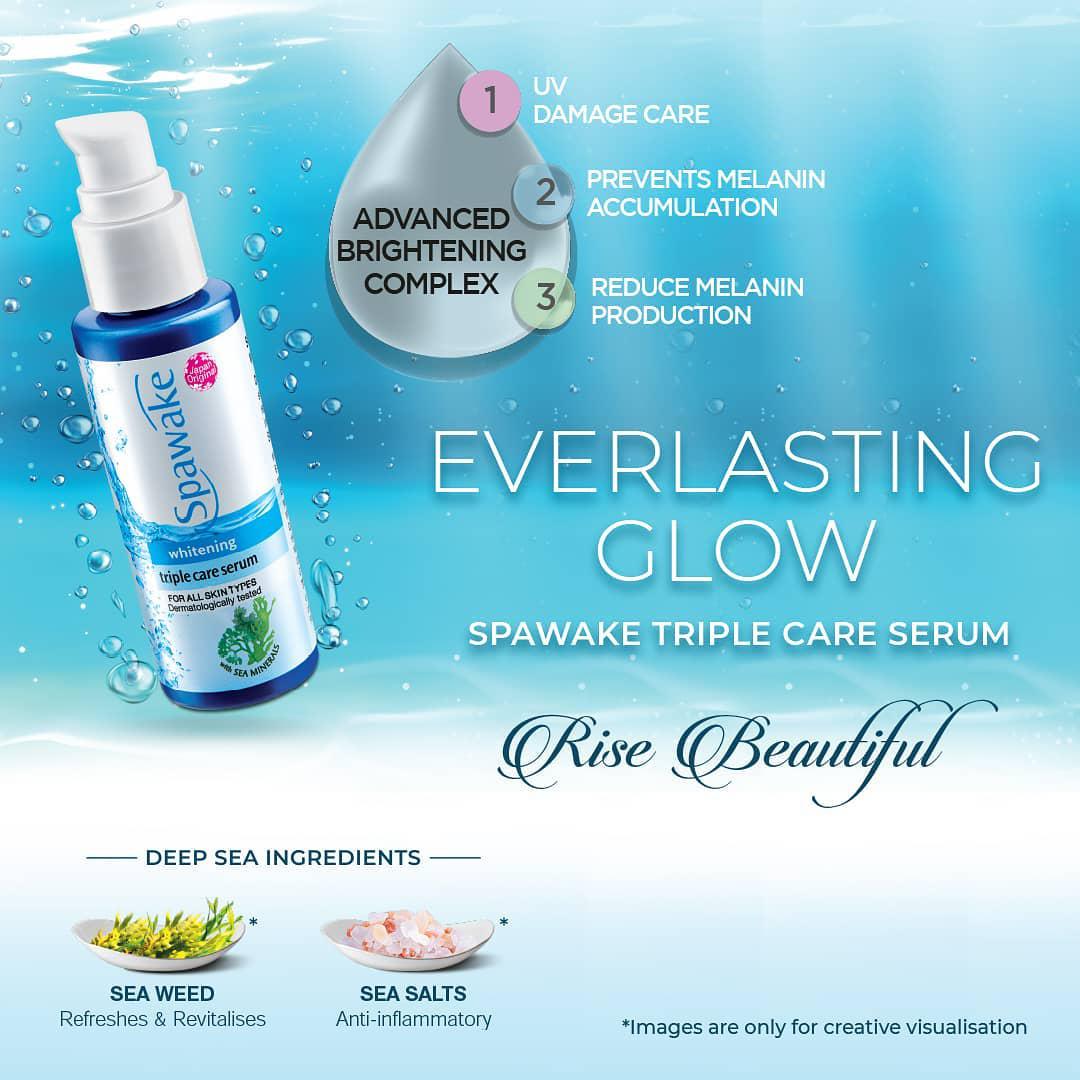 1
UV
DAMAGE CARE
2
PREVENTS MELANIN
ACCUMULATION
ADVANCED
BRIGHTENING
COMPLEX
3
REDUCE MELANIN
PRODUCTION
Japan
Original
Spawake
whitening
triple care serum
FOR ALL SKIN TYPES
Dermatologically tested
with SEA MINERALS
EVERLASTING
GLOW
SPAWAKE TRIPLE CARE SERUM
Rise Beautiful
DEEP SEA INGREDIENTS
*
*
SEA WEED
Refreshes & Revitalises
SEA SALTS
Anti-inflammatory
*Images are only for creative visualisation